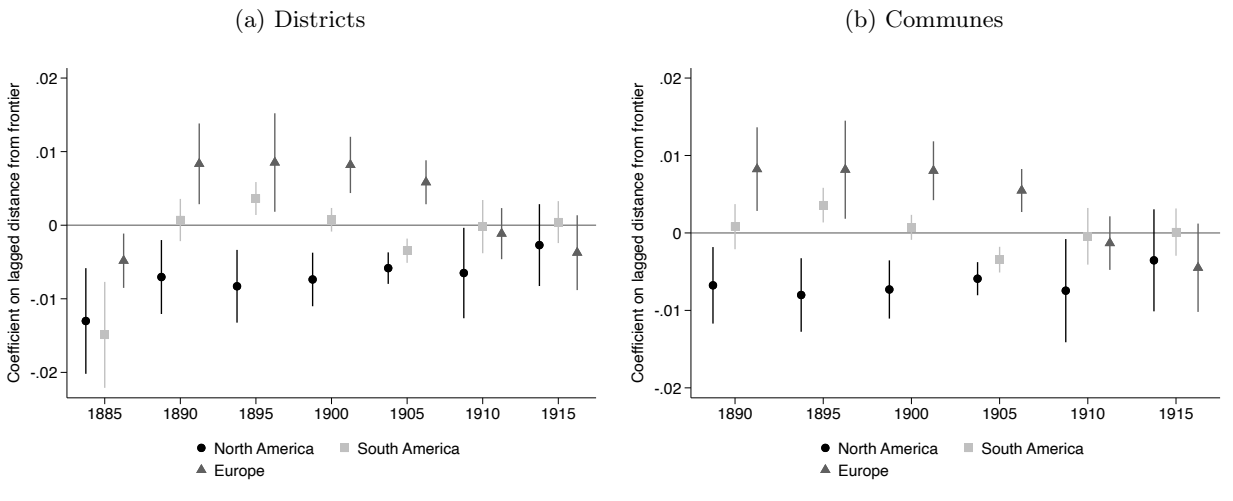 (a) Districts
Coefficient on lagged distance from frontier
.02
.01
0
-.01
-.02
1885 1890 1895 1900 1905 1910 1915
North America South America
Europe
(b) Communes
Coefficient on lagged distance from frontier
.02
.01
0
-.01
-.02
1890 1895 1900 1905 1910 1915
North America South America
Europe